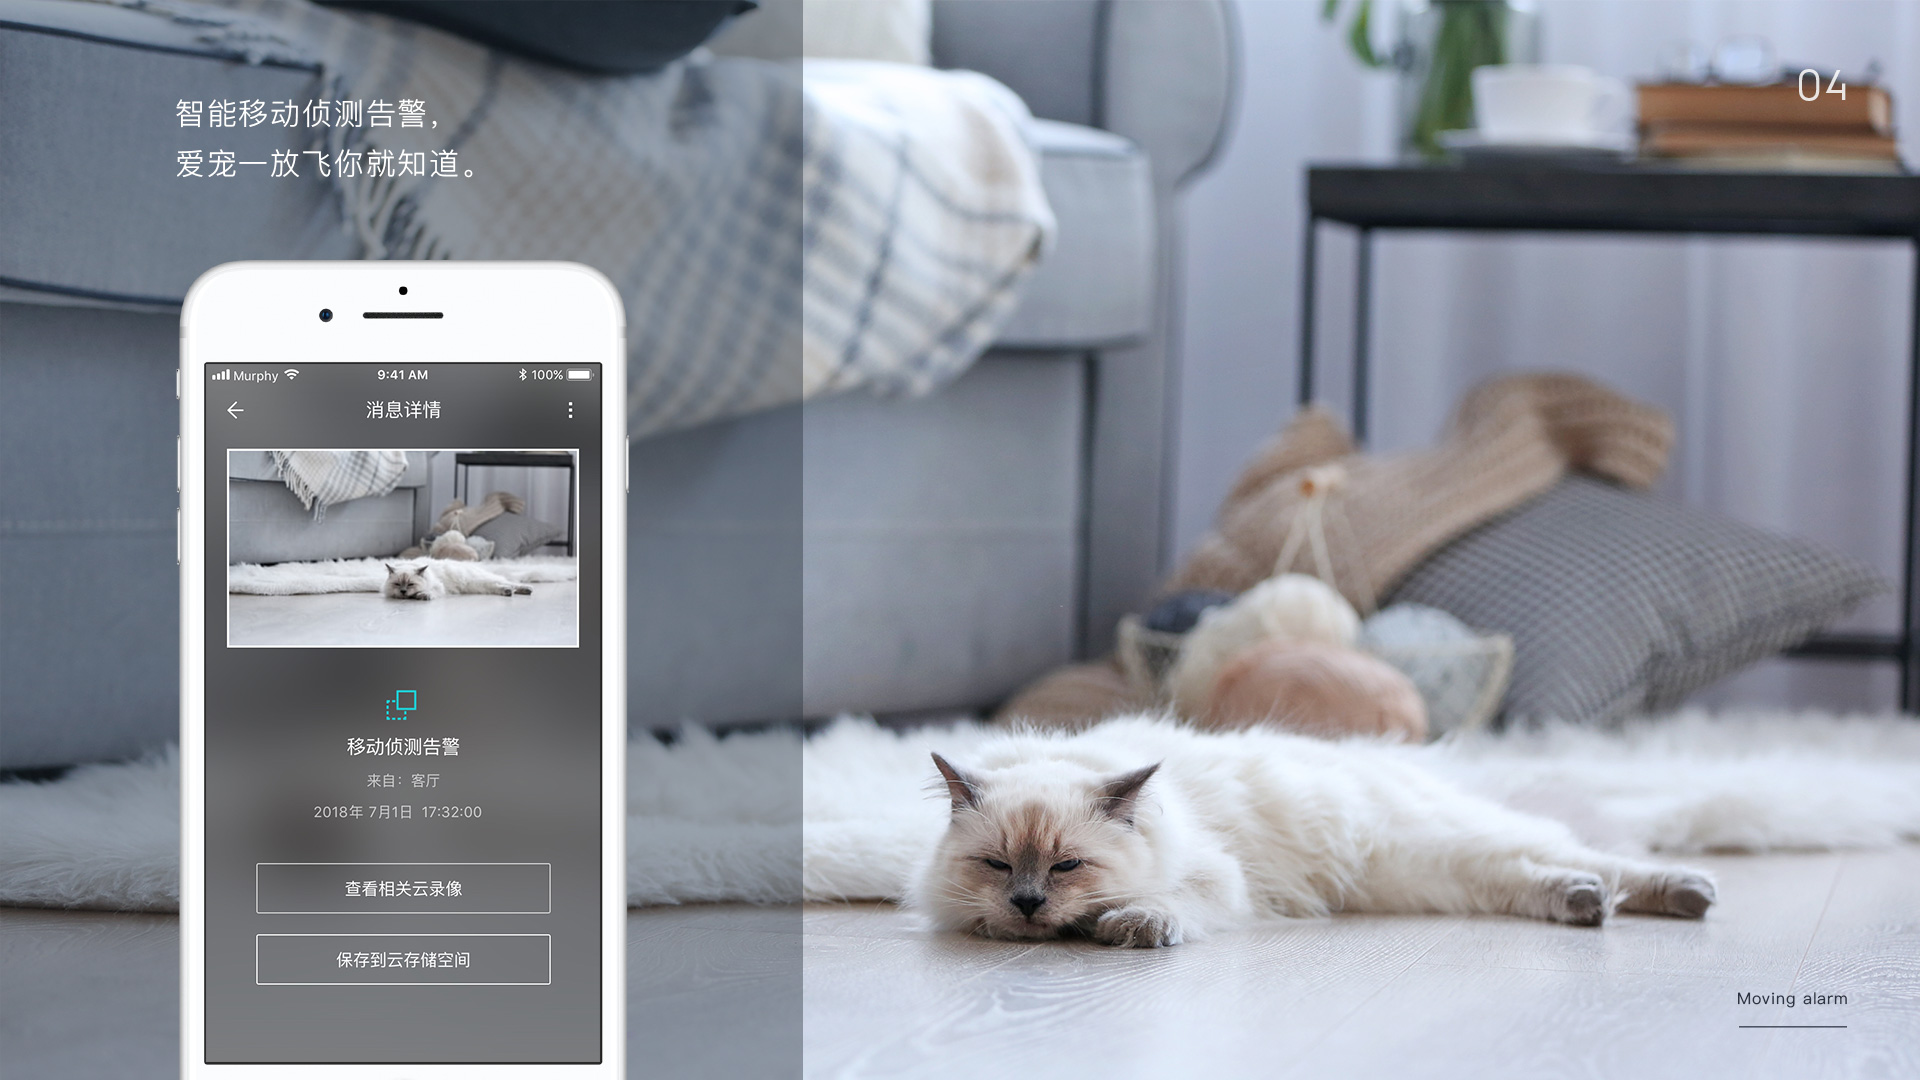 智能移动侦测告警，
爱宠一放飞你就知道。
04
Murphy
9:41 AM
100%
消息详情
移动侦测告警
来自：客厅
2018年 7月1日 17:32:00
查看相关云录像
保存到云存储空间
Moving alarm